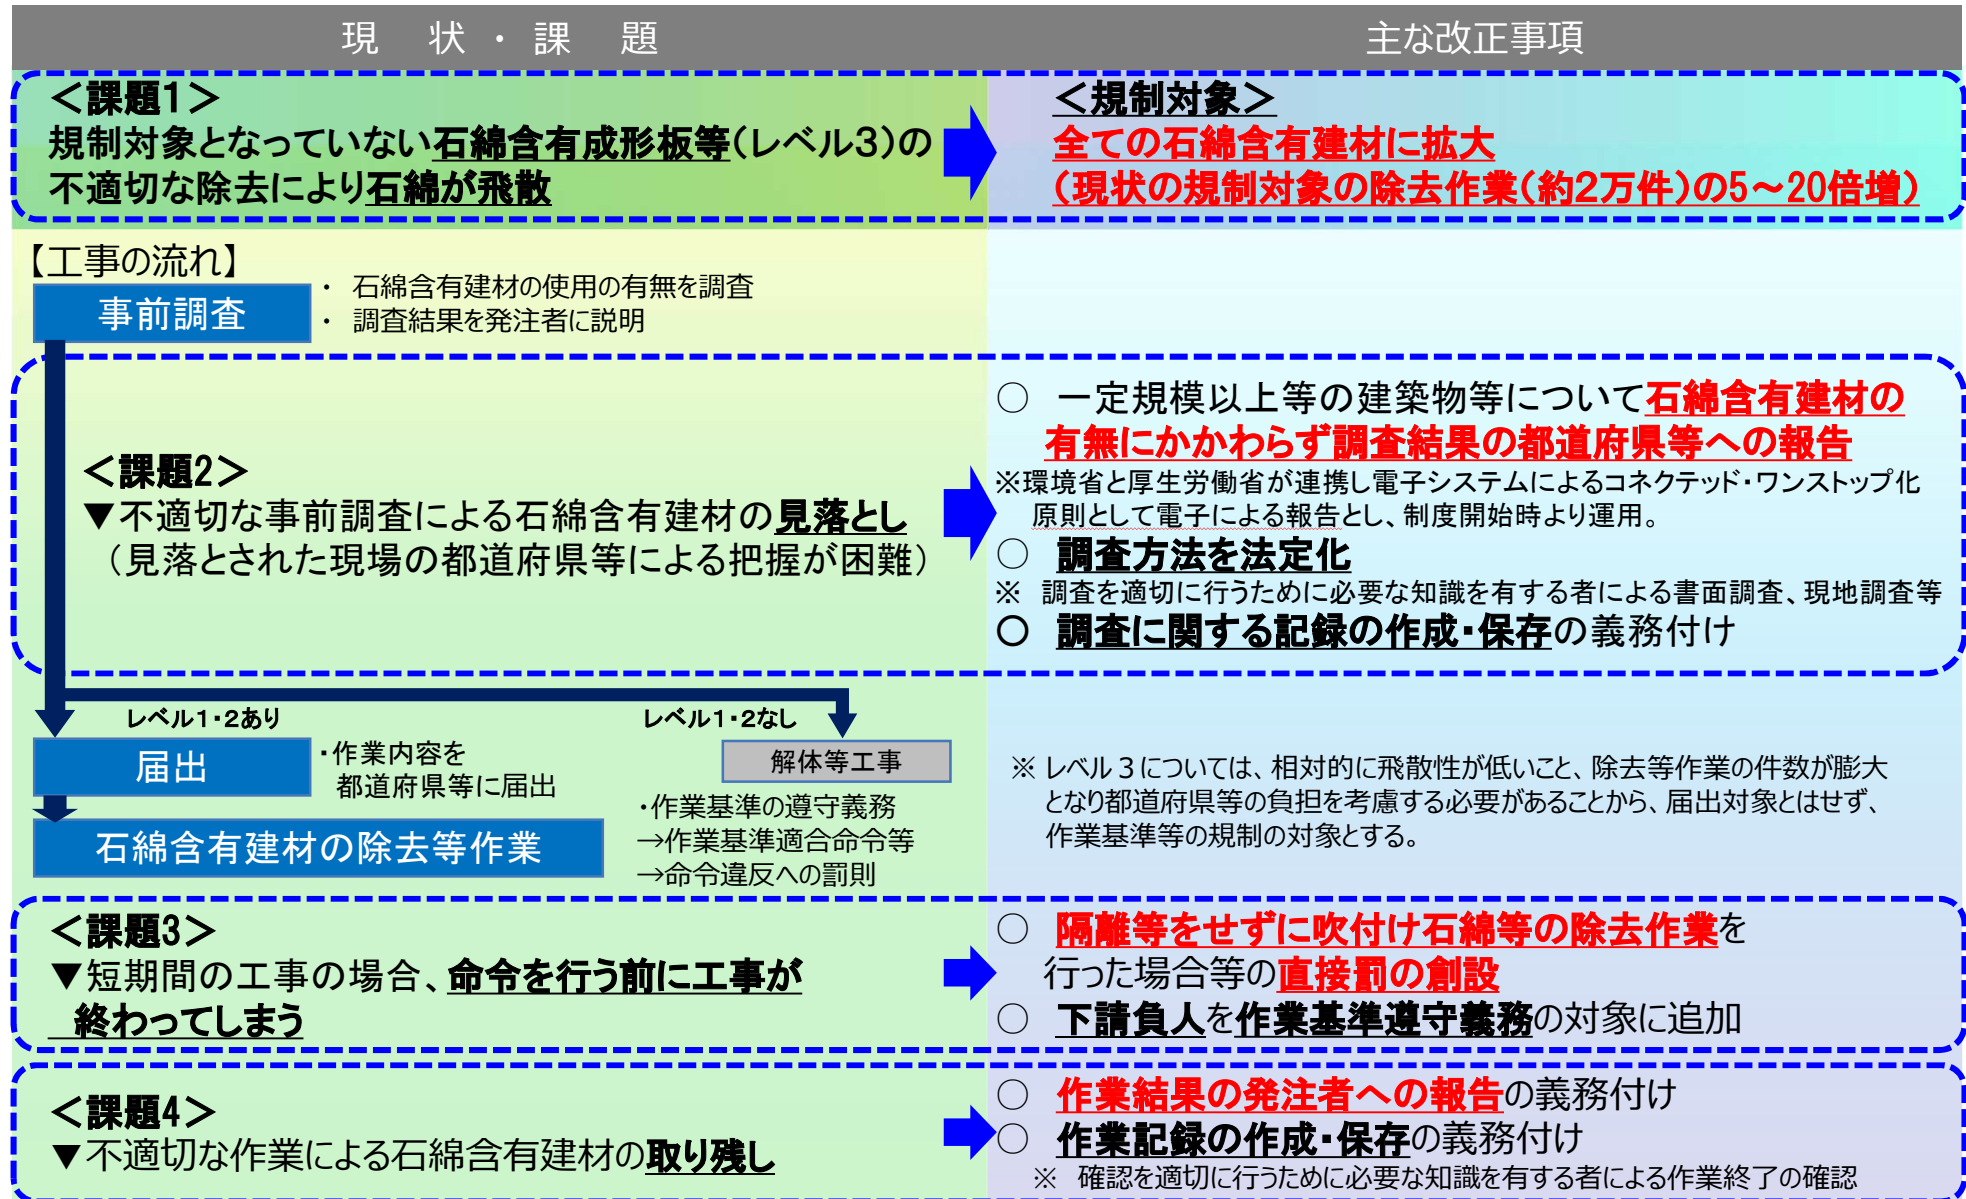 現　状・課　題
主な改正事項
＜課題1＞
規制対象となっていない石綿含有成形板等(レベル3)の
不適切な除去により石綿が飛散
＜規制対象＞
全ての石綿含有建材に拡大
（現状の規制対象の除去作業(約2万件)の5～20倍増）
【工事の流れ】
事前調査
・ 石綿含有建材の使用の有無を調査
・ 調査結果を発注者に説明
＜課題2＞
▼不適切な事前調査による石綿含有建材の見落とし
（見落とされた現場の都道府県等による把握が困難）
○ 一定規模以上等の建築物等について石綿含有建材の
有無にかかわらず調査結果の都道府県等への報告
※環境省と厚生労働省が連携し電子システムによるコネクテッド・ワンストップ化
原則として電子による報告とし、制度開始時より運用。
○ 調査方法を法定化
※ 調査を適切に行うために必要な知識を有する者による書面調査、現地調査等
○ 調査に関する記録の作成・保存の義務付け
レベル1・2あり
レベル1・2なし
届出
・作業内容を
都道府県等に届出
解体等工事
石綿含有建材の除去等作業
・作業基準の遵守義務
→作業基準適合命令等
→命令違反への罰則
※ レベル３については、相対的に飛散性が低いこと、除去等作業の件数が膨大
となり都道府県等の負担を考慮する必要があることから、届出対象とはせず、
作業基準等の規制の対象とする。
＜課題3＞
▼短期間の工事の場合、命令を行う前に工事が
終わってしまう
○ 隔離等をせずに吹付け石綿等の除去作業を
行った場合等の直接罰の創設
○ 下請負人を作業基準遵守義務の対象に追加
＜課題4＞
▼不適切な作業による石綿含有建材の取り残し
○ 作業結果の発注者への報告の義務付け
○ 作業記録の作成・保存の義務付け
※ 確認を適切に行うために必要な知識を有する者による作業終了の確認